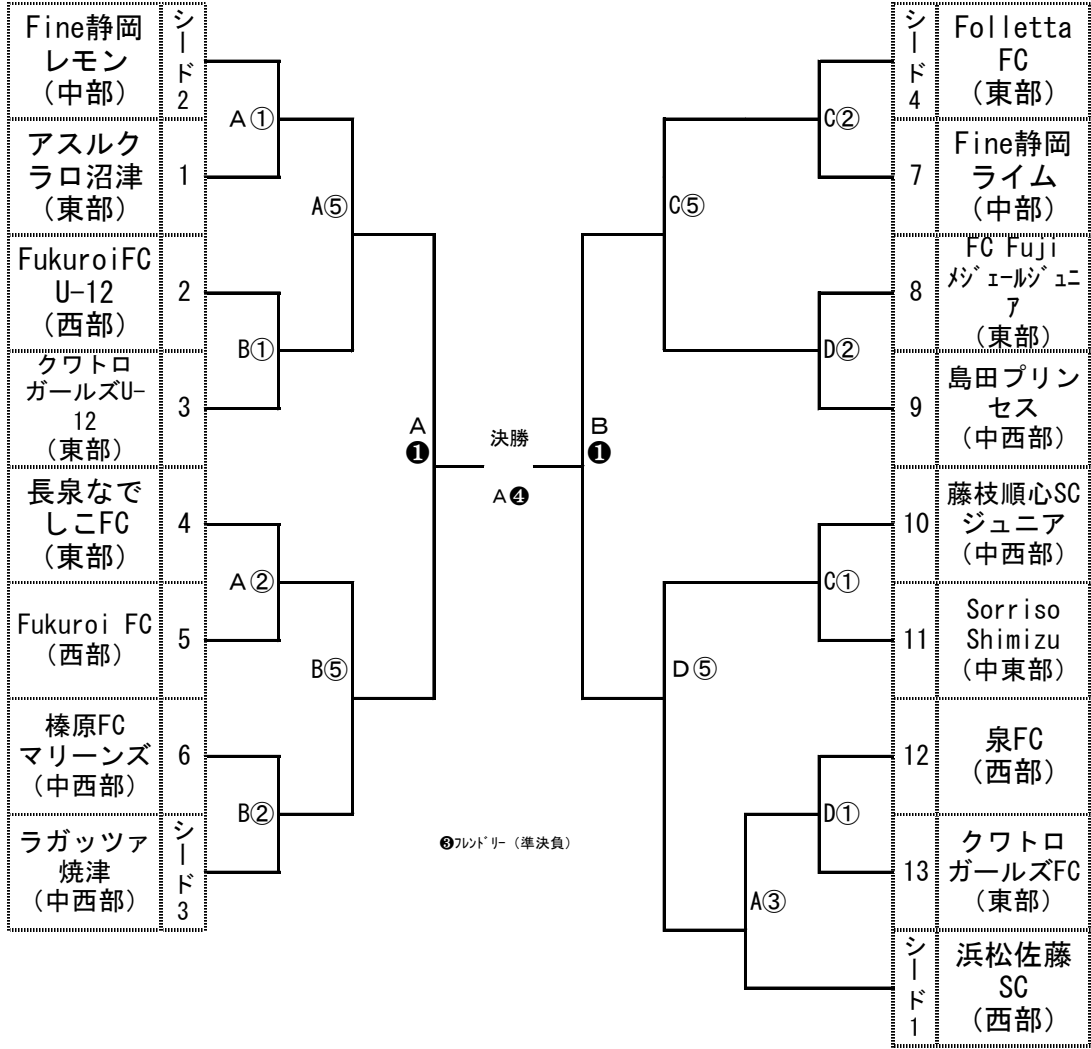 Fine静岡
レモン
（中部）
シード2
アスルク
ラロ沼津
（東部）
1
FukuroiFC
U-12
（西部）
2
クワトロ
ガールズU-
12
（東部）
3
長泉なで
しこFC
（東部）
4
Fukuroi FC
（西部）
5
榛原FC
マリーンズ
（中西部）
6
ラガッツァ
焼津
（中西部）
シード3
A①
B①
A②
B②
A⑤
B⑤
A
❶
決勝
A❹
B
❶
❸ﾌﾚﾝﾄﾞﾘｰ（準決負）
C⑤
D⑤
C②
D②
C①
D①
A③
シード4
Folletta
FC
（東部）
7
Fine静岡
ライム
（中部）
8
FC Fuji
ﾒｼﾞｪｰﾙｼﾞｭﾆ
ｱ
（東部）
9
島田プリン
セス
（中西部）
10
藤枝順心SC
ジュニア
（中西部）
11
Sorriso
Shimizu
（中東部）
12
泉FC
（西部）
13
クワトロ
ガールズFC
（東部）
シード1
浜松佐藤
SC
（西部）